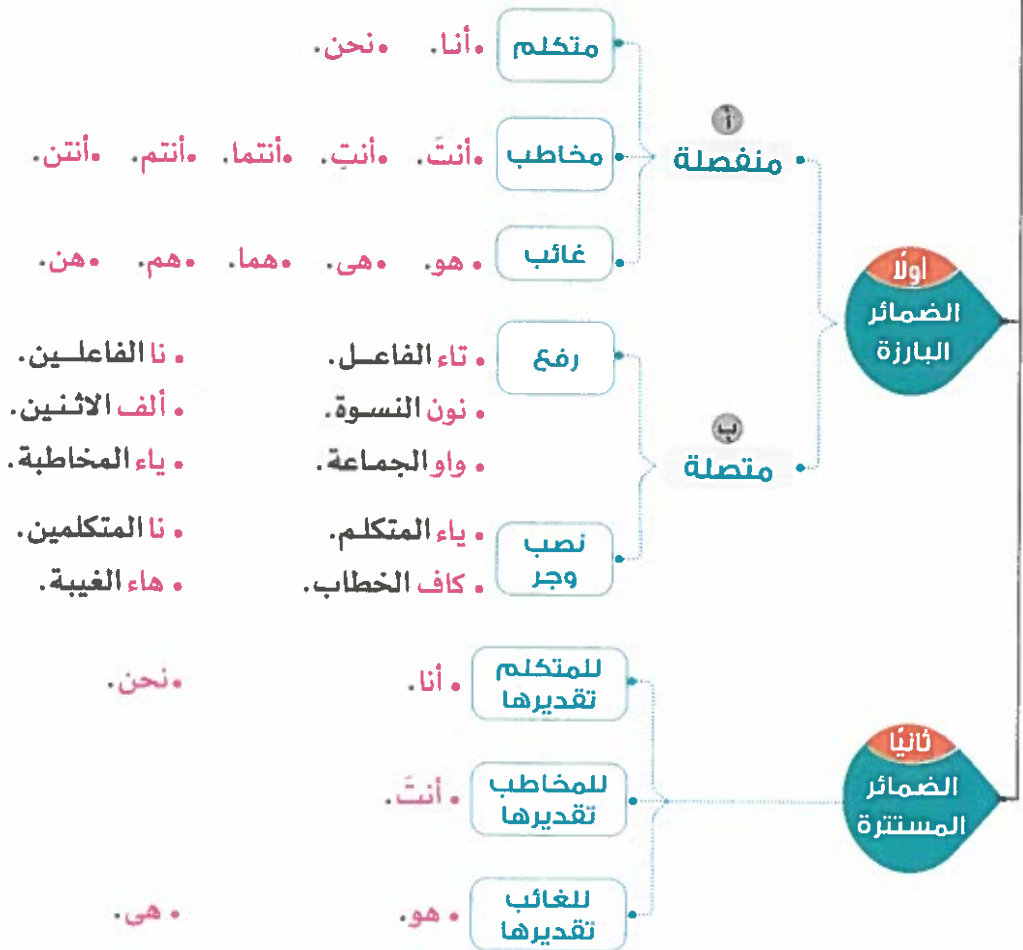 أولًا
الضمائر
البارزة
أ
منفصلة
متكلم
• أنا. • نحن.
مخاطب
• أنتَ. • أنتِ. • أنتما. • أنتم. • أنتن.
غائب
• هو. • هى. • هما. • هم. • هن.
ب
متصلة
رفع
• تاء الفاعل. • نا الفاعلين.
• نون النسوة. • ألف الاثنين.
• واو الجماعة. • ياء المخاطبة.
نصب
وجر
• ياء المتكلم. • نا المتكلمين.
• كاف الخطاب. • هاء الغيبة.
ثانيًا
الضمائر
المستترة
للمتكلم
تقديرها
• أنا. • نحن.
للمخاطب
تقديرها
• أنتَ.
للغائب
تقديرها
• هو. • هى.